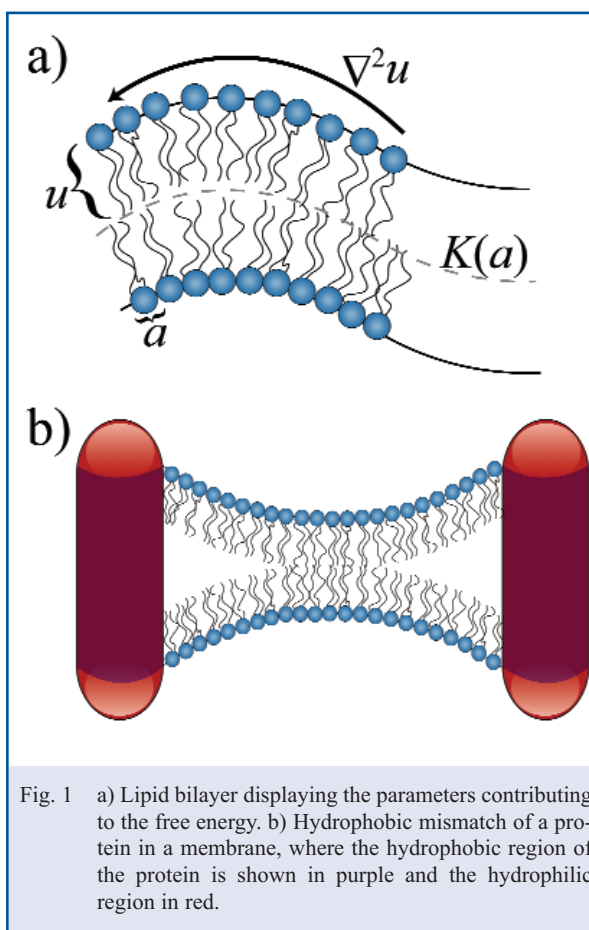 a)
∇²u
u
K(a)
a
b)
Fig. 1 a) Lipid bilayer displaying the parameters contributing
to the free energy. b) Hydrophobic mismatch of a pro-
tein in a membrane, where the hydrophobic region of
the protein is shown in purple and the hydrophilic
region in red.